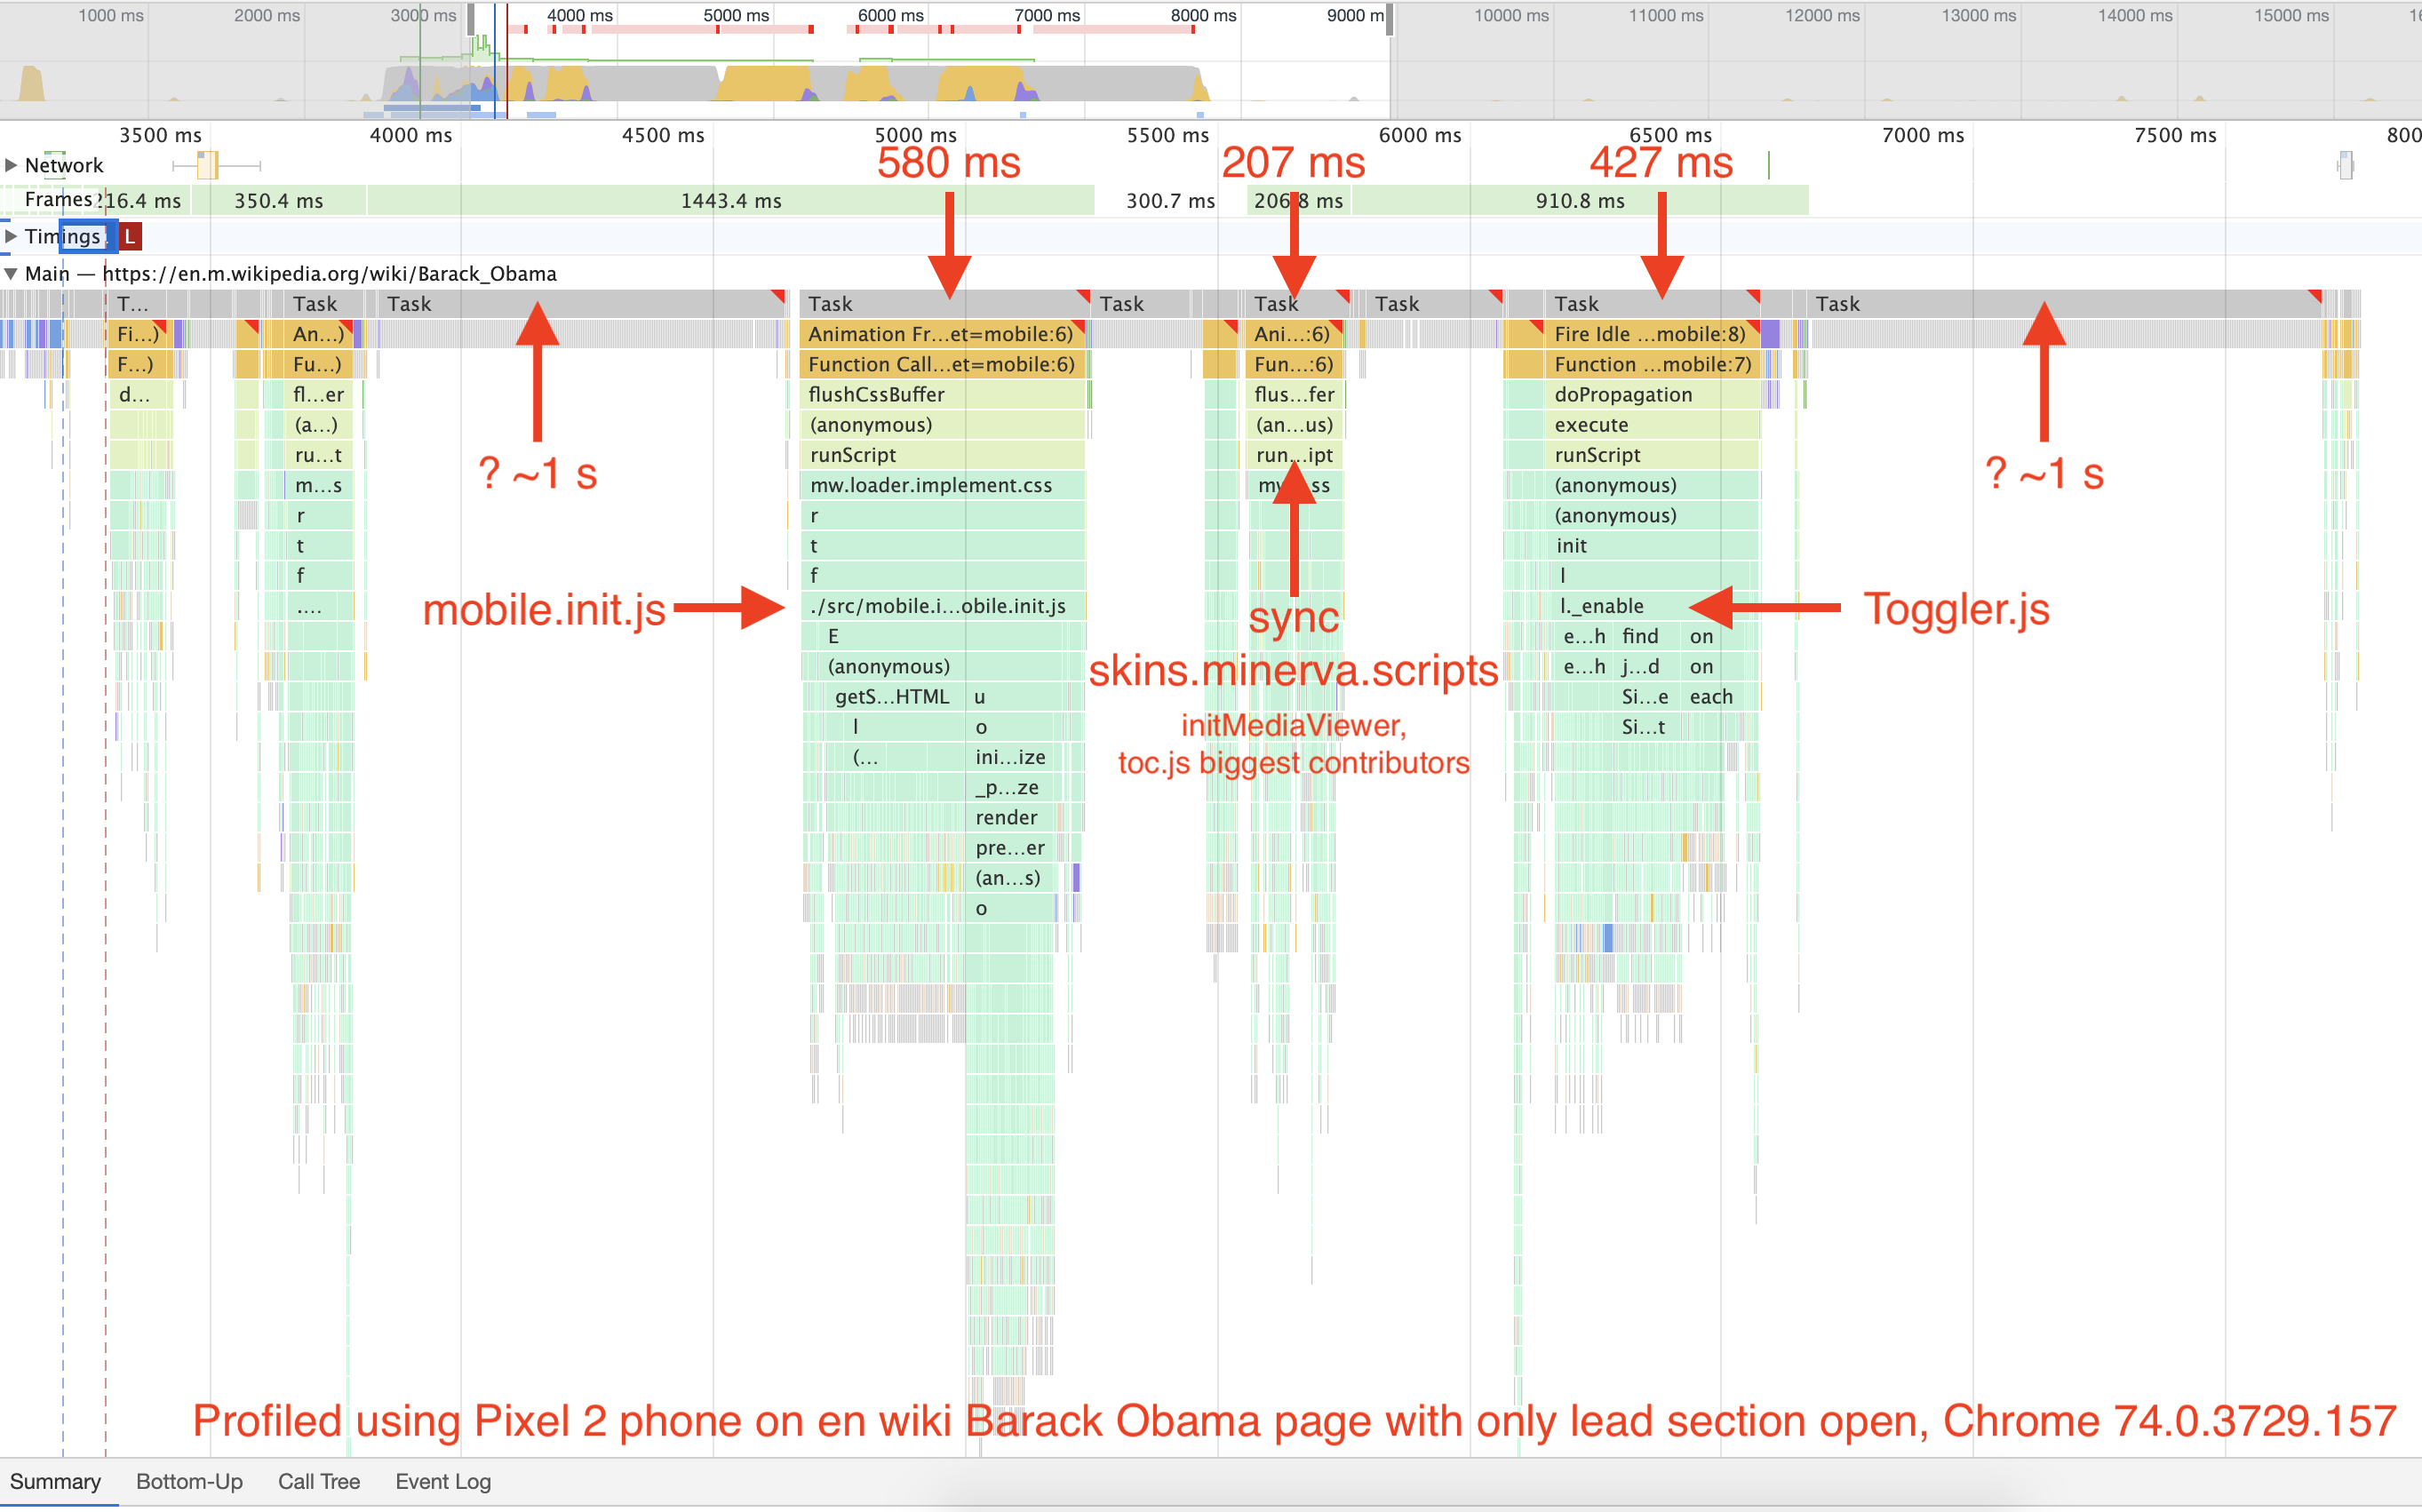 1000 ms 2000 ms 3000 ms 4000 ms 5000 ms 6000 ms 7000 ms 8000 ms 9000 m 10000 ms 11000 ms 12000 ms 13000 ms 14000 ms 15000 ms 16
3500 ms 4000 ms 4500 ms 5000 ms 5500 ms 6000 ms 6500 ms 7000 ms 7500 ms 800
Network 580 ms 207 ms 427 ms
Frames 216.4 ms 350.4 ms 1443.4 ms 300.7 ms 206.8 ms 910.8 ms
Timings L
Main — https://en.m.wikipedia.org/wiki/Barack_Obama
T... Task Task Task Task Task Task Task Task
Fi...) An...) Animation Fr...et=mobile:6) Ani...:6) Fire Idle ...mobile:8)
F...) Fu...) Function Call...et=mobile:6) Fun...:6) Function ...mobile:7)
d... fl...er flushCssBuffer flus...fer doPropagation
(a...) (anonymous) (an...us) execute
ru...t runScript run...ipt runScript
? ~1 s ? ~1 s
m...s mw.loader.implement.css ss (anonymous)
r r (anonymous)
t t init
f f l
mobile.init.js .... ./src/mobile.i...obile.init.js sync l._enable Toggler.js
E e...h find on
(anonymous) skins.minerva.scripts e...h j...d on
getS...HTML u Si...e each
l o initMediaViewer, Si...t
(... ini...ize toc.js biggest contributors
_p...ze
render
pre...er
(an...s)
o
Profiled using Pixel 2 phone on en wiki Barack Obama page with only lead section open, Chrome 74.0.3729.157
Summary Bottom-Up Call Tree Event Log